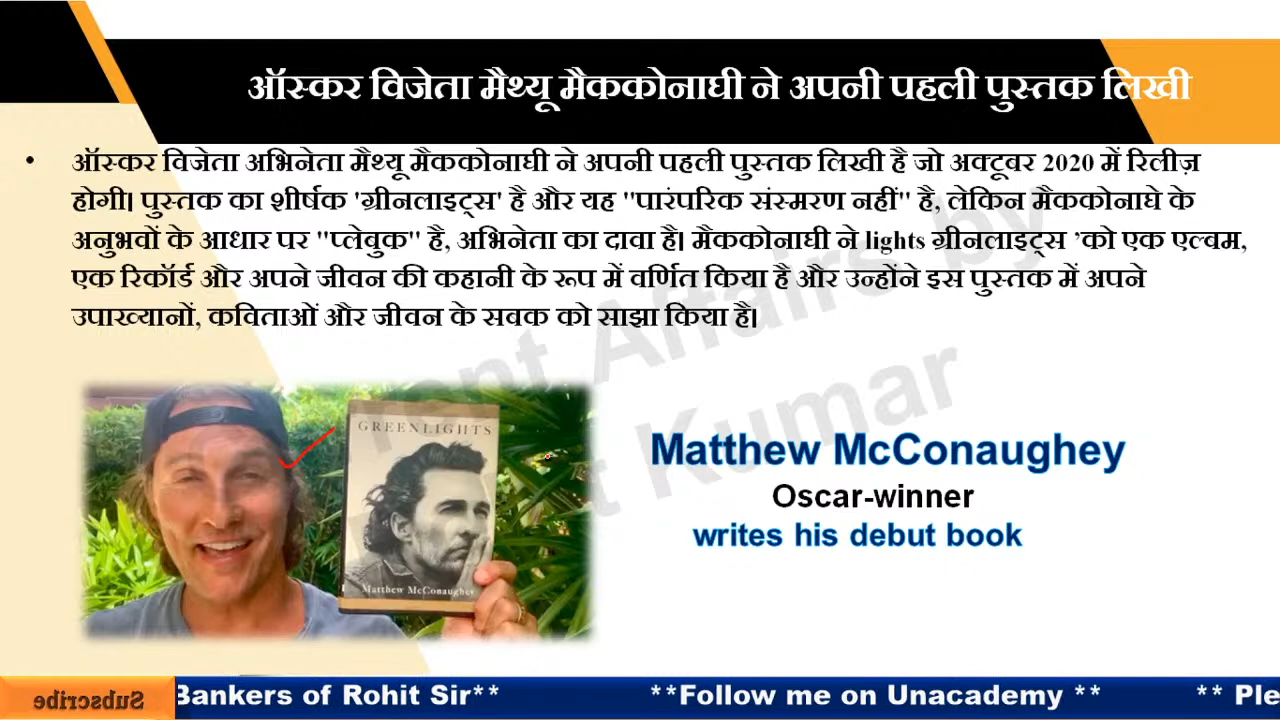 ऑस्कर विजेता मैथ्यू मैककोनाघी ने अपनी पहली पुस्तक लिखी
• ऑस्कर विजेता अभिनेता मैथ्यू मैककोनाघी ने अपनी पहली पुस्तक लिखी है जो अक्टूबर 2020 में रिलीज़
होगी। पुस्तक का शीर्षक 'ग्रीनलाइट्स' है और यह "पारंपरिक संस्मरण नहीं" है, लेकिन मैककोनाघे के
अनुभवों के आधार पर "प्लेबुक" है, अभिनेता का दावा है। मैककोनाघी ने lights ग्रीनलाइट्स ’को एक एल्बम,
एक रिकॉर्ड और अपने जीवन की कहानी के रूप में वर्णित किया है और उन्होंने इस पुस्तक में अपने
उपाख्यानों, कविताओं और जीवन के सबक को साझा किया है।
Affairs by
Kumar
GREENLIGHTS
Matthew McConaughey
Matthew McConaughey
Oscar-winner
writes his debut book
Subscribe
Bankers of Rohit Sir** **Follow me on Unacademy ** ** Ple